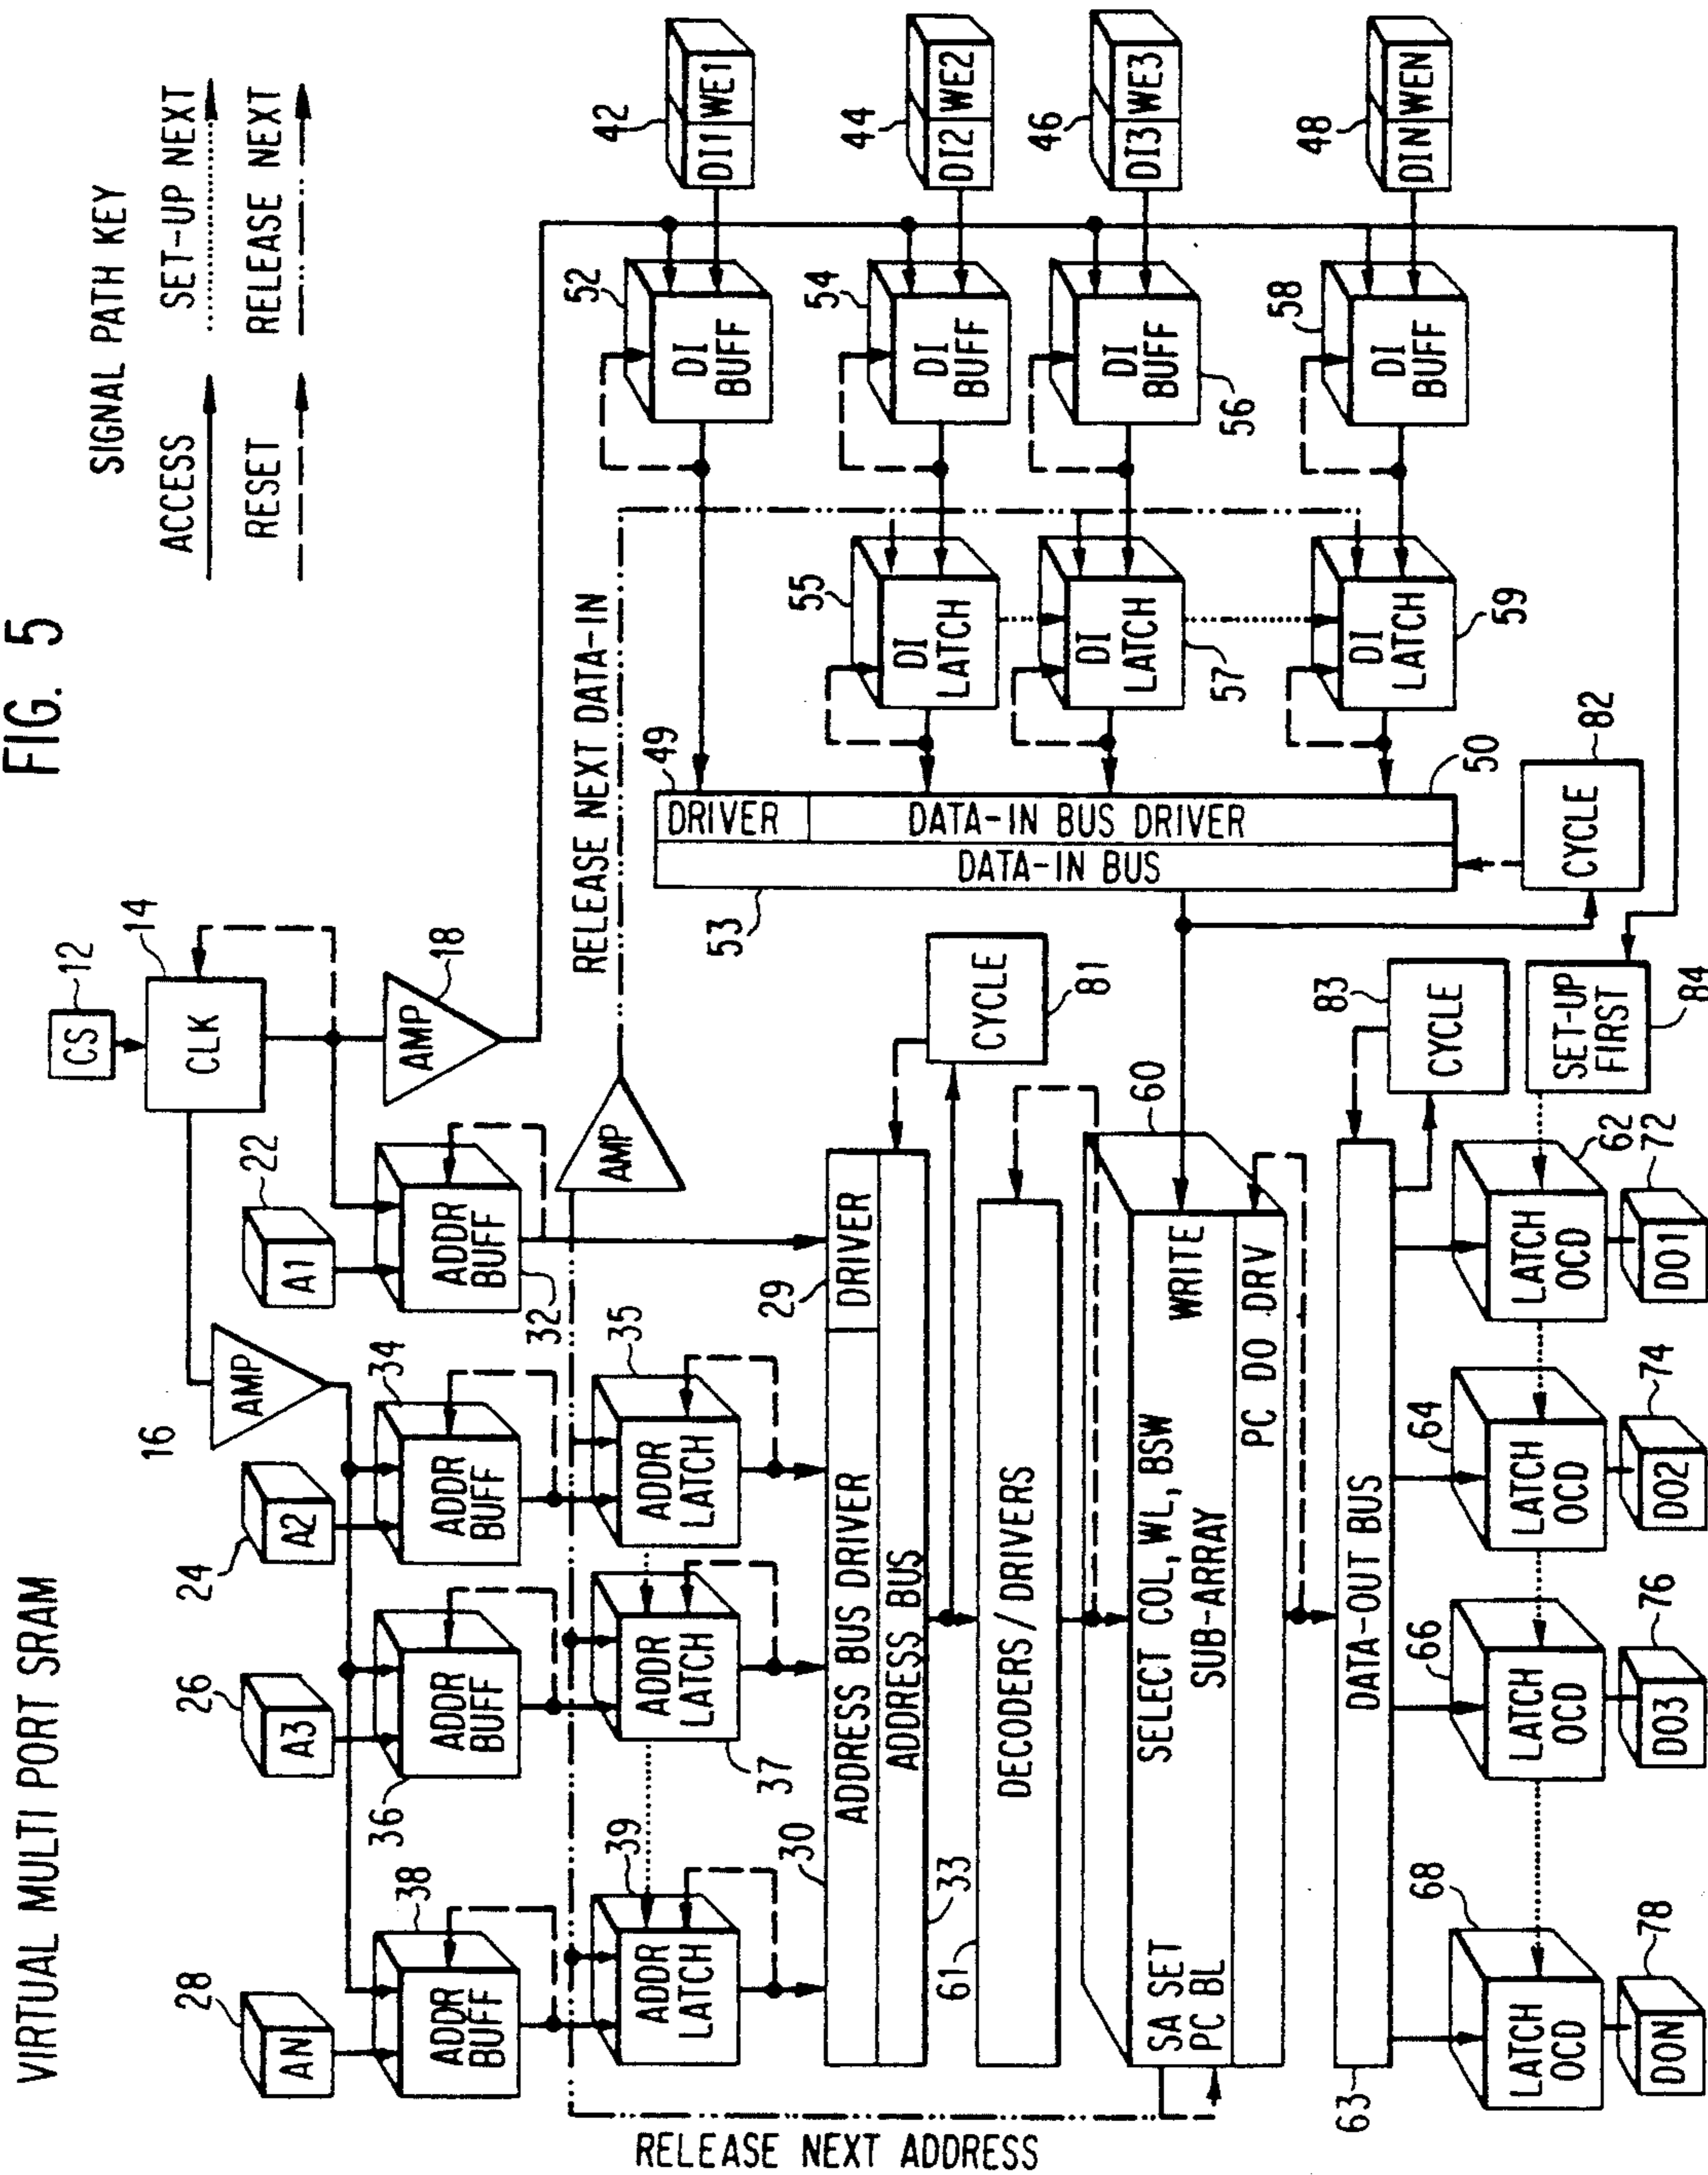 FIG. 5
VIRTUAL MULTI PORT SRAM
SIGNAL PATH KEY
ACCESS
SET-UP NEXT
RESET
RELEASE NEXT
CS
12
CLK
14
AMP
16
AMP
18
AN
28
A3
26
A2
24
A1
22
ADDR
BUFF
38
ADDR
BUFF
36
ADDR
BUFF
34
ADDR
BUFF
32
ADDR
LATCH
39
ADDR
LATCH
37
ADDR
LATCH
35
AMP
RELEASE NEXT DATA-IN
RELEASE NEXT ADDRESS
30
ADDRESS BUS DRIVER
DRIVER
29
ADDRESS BUS
33
CYCLE
81
61
DECODERS/DRIVERS
60
SA SET
PC BL
SELECT COL, WL, BSW
SUB-ARRAY
WRITE
PC DO DRV
DATA-OUT BUS
63
CYCLE
83
SET-UP
FIRST
84
LATCH
OCD
68
LATCH
OCD
66
LATCH
OCD
64
LATCH
OCD
62
DON
78
DO3
76
DO2
74
DO1
72
DI1
WE1
42
DI2
WE2
44
DI3
WE3
46
DIN
WEN
48
DI
BUFF
52
DI
BUFF
54
DI
BUFF
56
DI
BUFF
58
DI
LATCH
55
DI
LATCH
57
DI
LATCH
59
49
DRIVER
DATA-IN BUS DRIVER
50
DATA-IN BUS
53
CYCLE
82